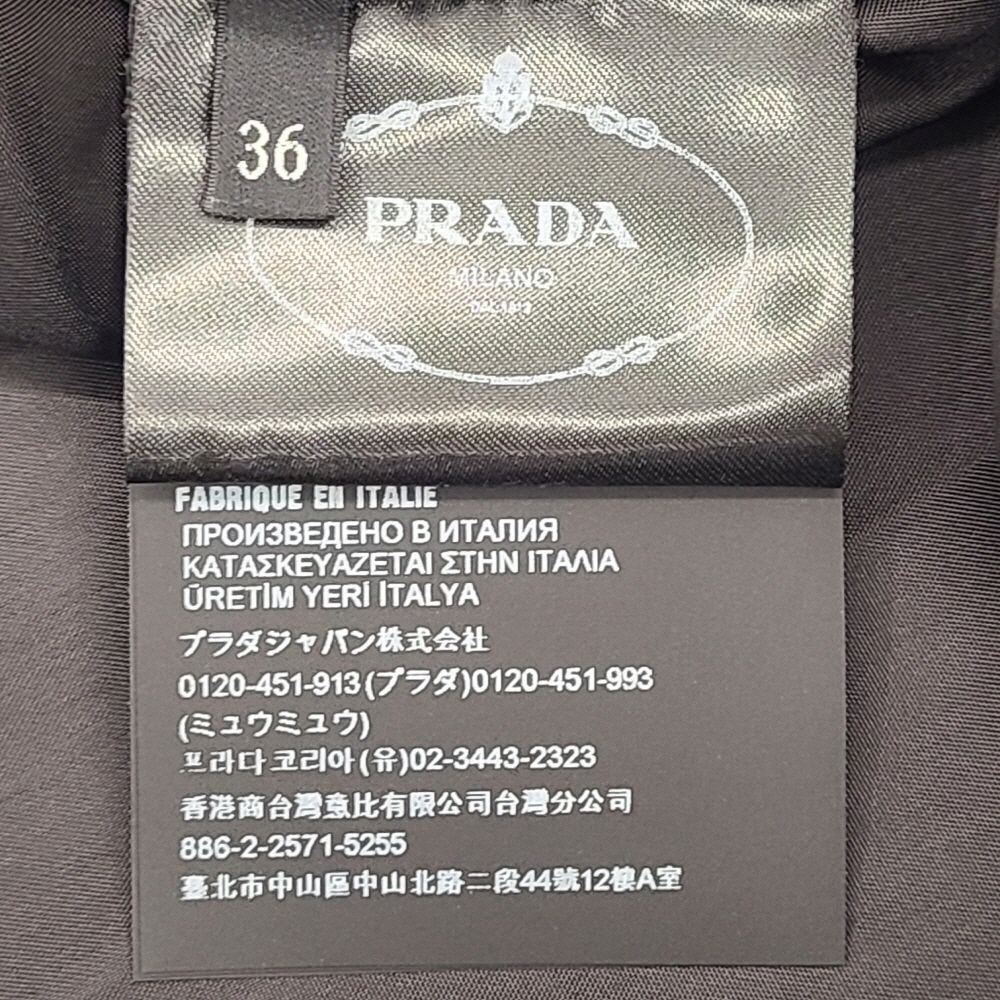 36
PRADA
MILANO
DAL 1913
FABRIQUE EN ITALIE
ПРОИЗВЕДЕНО В ИТАЛИЯ
ΚΑΤΑΣΚΕΥΑΖΕΤΑΙ ΣΤΗΝ ΙΤΑΛΙΑ
ÜRETİM YERİ İTALYA
プラダジャパン株式会社
0120-451-913(プラダ)0120-451-993
(ミュウミュウ)
프라다코리아(유)02-3443-2323
香港商台灣意比有限公司台灣分公司
886-2-2571-5255
臺北市中山區中山北路二段44號12樓A室